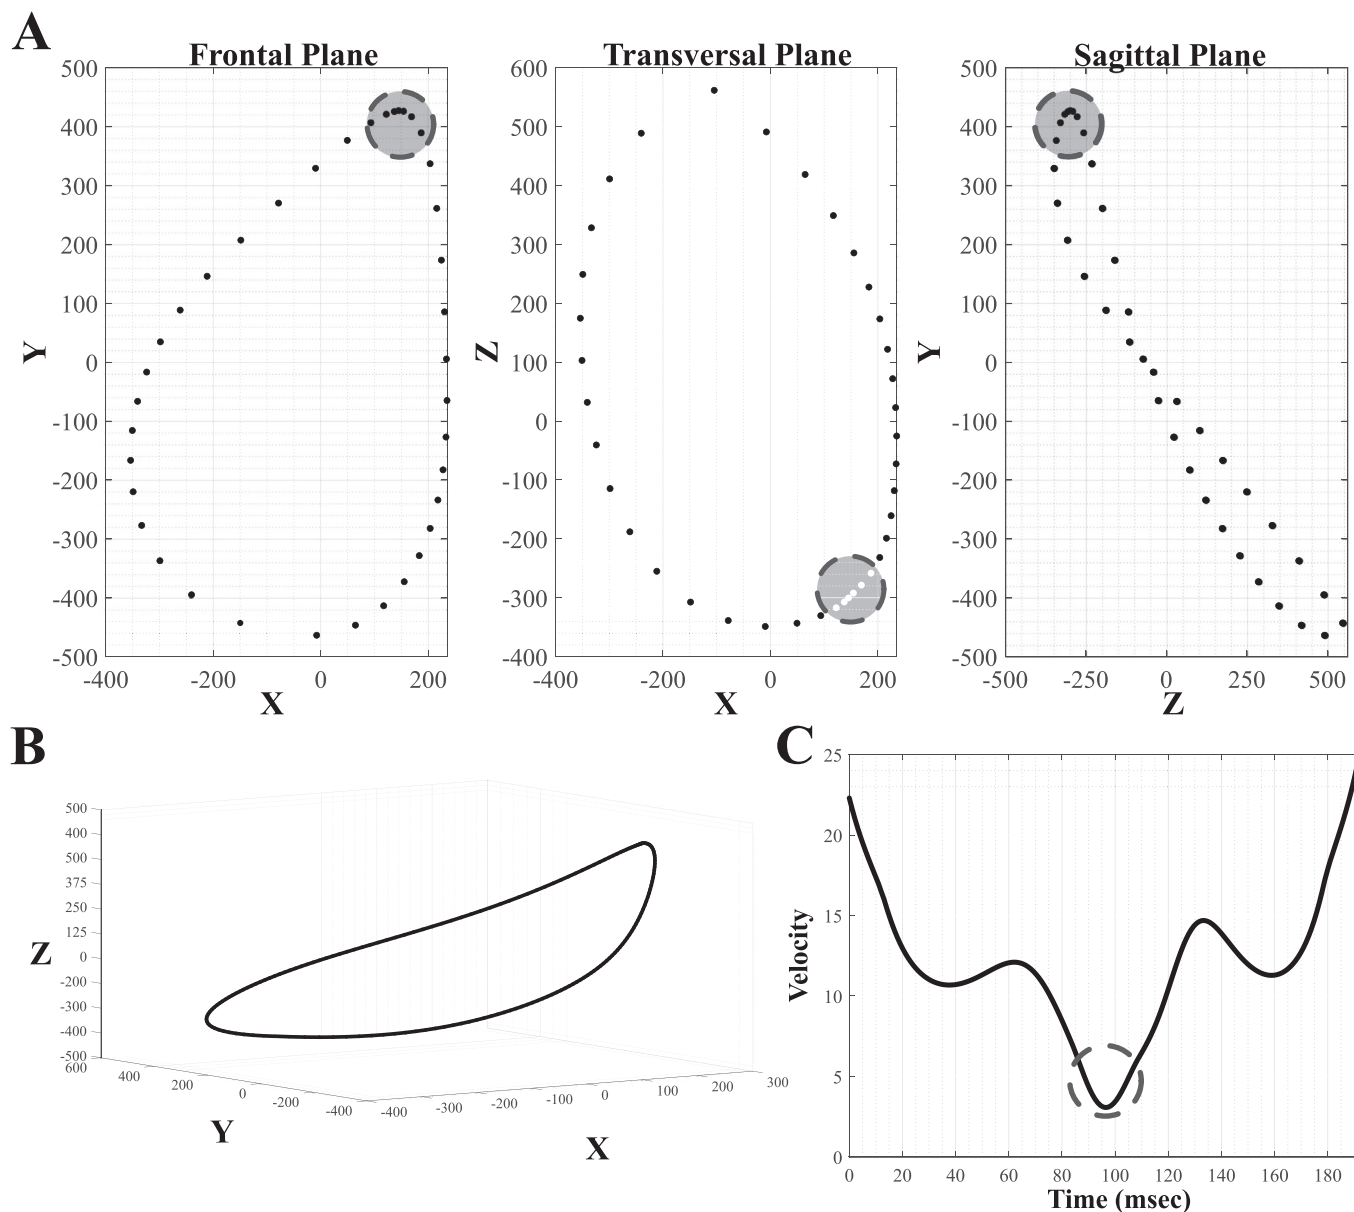 A
Frontal Plane
Transversal Plane
Sagittal Plane
500
400
300
200
100
0
-100
-200
-300
-400
-500
Y
-400 -200 0 200
X
600
500
400
300
200
100
0
-100
-200
-300
-400
Z
-400 -200 0 200
X
500
400
300
200
100
0
-100
-200
-300
-400
-500
Y
-500 -250 0 250 500
Z
B
500
400
500
375
250
125
0
-200
-300
-400
-500
Z
600 400 200 0 -200 -400
Y
-400 -300 -200 -100 0 100 200 300
X
C
25
20
15
10
5
0
Velocity
0 20 40 60 80 100 120 140 160 180
Time (msec)